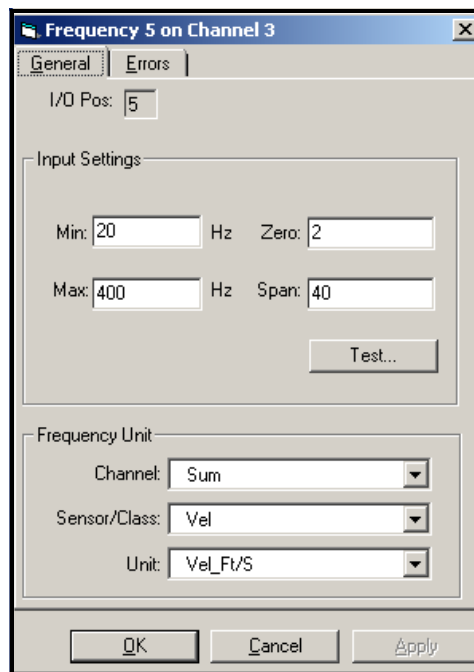 Frequency 5 on Channel 3
General Errors
I/O Pos: 5
Input Settings
Min: 20 Hz Zero: 2
Max: 400 Hz Span: 40
Test...
Frequency Unit
Channel: Sum
Sensor/Class: Vel
Unit: Vel_Ft/S
OK Cancel Apply